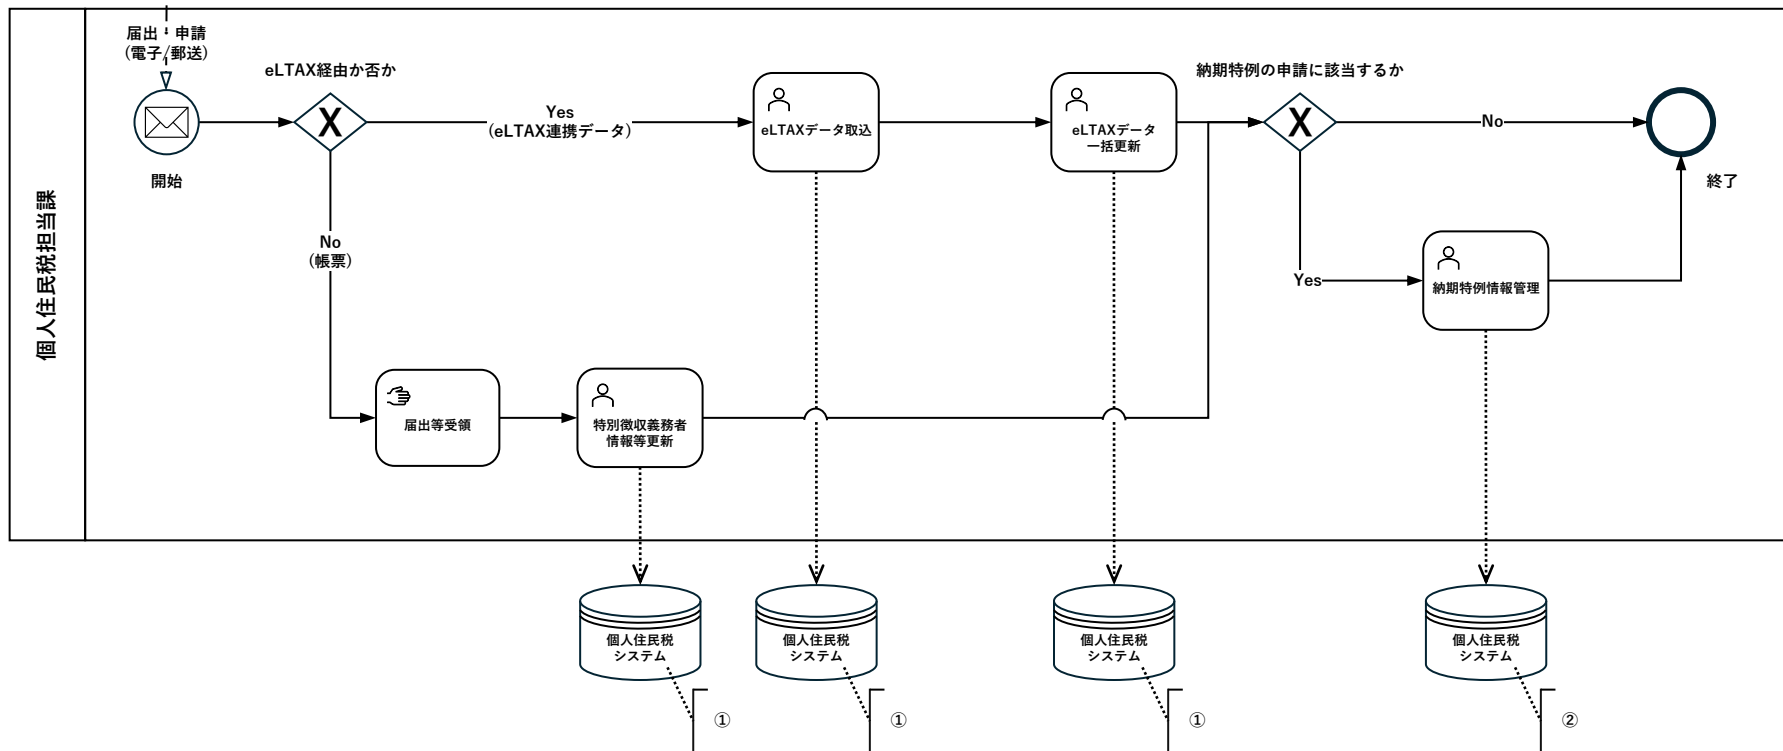 届出・申請
(電子/郵送)
eLTAX経由か否か
開始
Yes
(eLTAX連携データ)
No
(帳票)
eLTAXデータ取込
eLTAXデータ
一括更新
納期特例の申請に該当するか
No
終了
Yes
納期特例情報管理
個人住民税担当課
届出等受領
特別徴収義務者
情報等更新
個人住民税
システム
①
個人住民税
システム
①
個人住民税
システム
①
個人住民税
システム
②